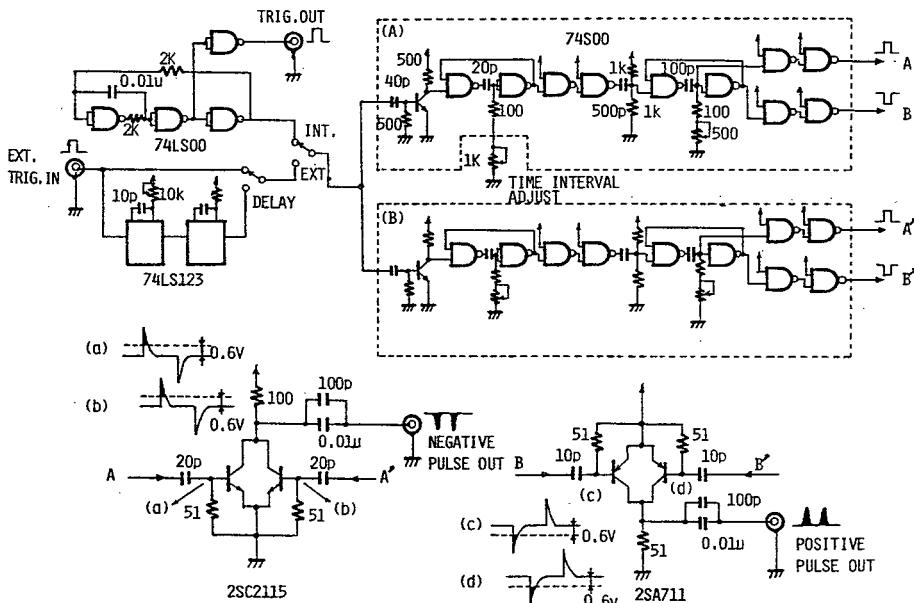 TRIG.OUT
2K
0.01u
2K
74LS00
INT.
EXT.
TRIG.IN
EXT.
10p
10k
DELAY
74LS123
(A)
74S00
500
40p
500
20p
100
1K
1k
500p
1k
100p
100
500
A
B
TIME INTERVAL
ADJUST
(B)
A'
B'
(a)
0.6V
(b)
0.6V
100
100p
0.01u
NEGATIVE
PULSE OUT
A
20p
20p
A'
(a)
(b)
51
51
2SC2115
51
51
B
10p
10p
B'
(c)
(d)
100p
0.01u
51
POSITIVE
PULSE OUT
(c)
0.6V
(d)
0.6V
2SA711